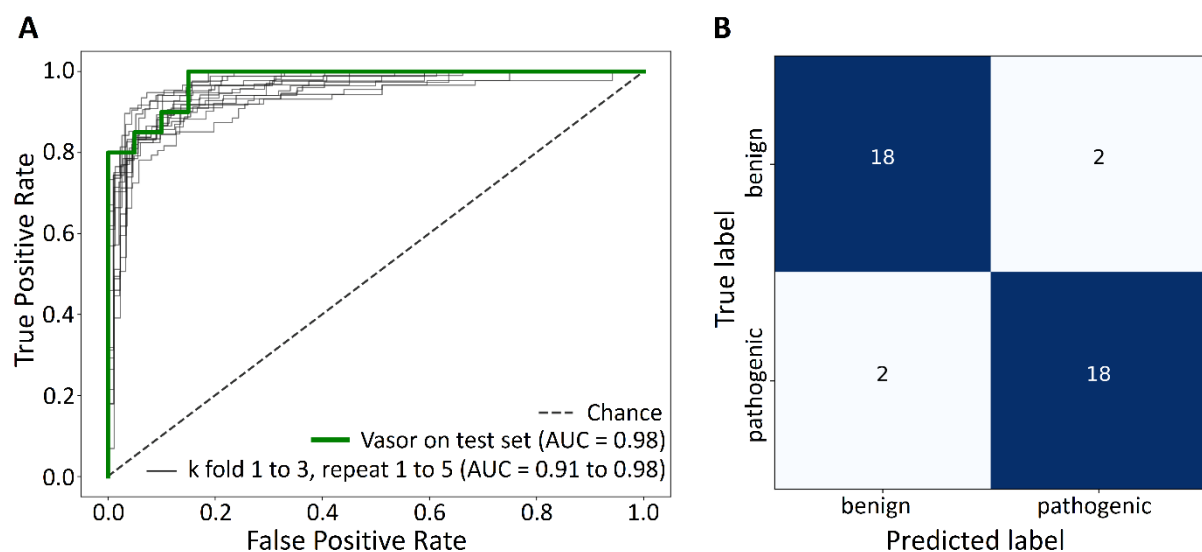 A
True Positive Rate
1.0
0.8
0.6
0.4
0.2
0.0
Chance
Vasor on test set (AUC = 0.98)
k fold 1 to 3, repeat 1 to 5 (AUC = 0.91 to 0.98)
0.0 0.2 0.4 0.6 0.8 1.0
False Positive Rate
B
True label
benign
pathogenic
18 2
2 18
benign pathogenic
Predicted label